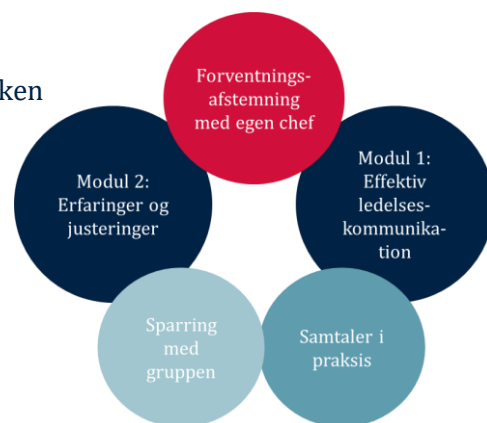 ken
Forventnings-
afstemning
med egen chef
Modul 1:
Effektiv
ledelses-
kommunika-
tion
Samtaler i
praksis
Sparring
med
gruppen
Modul 2:
Erfaringer og
justeringer